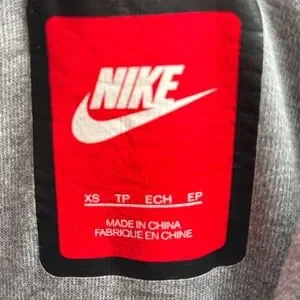 NIKE
XS TP ECH EP
MADE IN CHINA
FABRIQUE EN CHINE